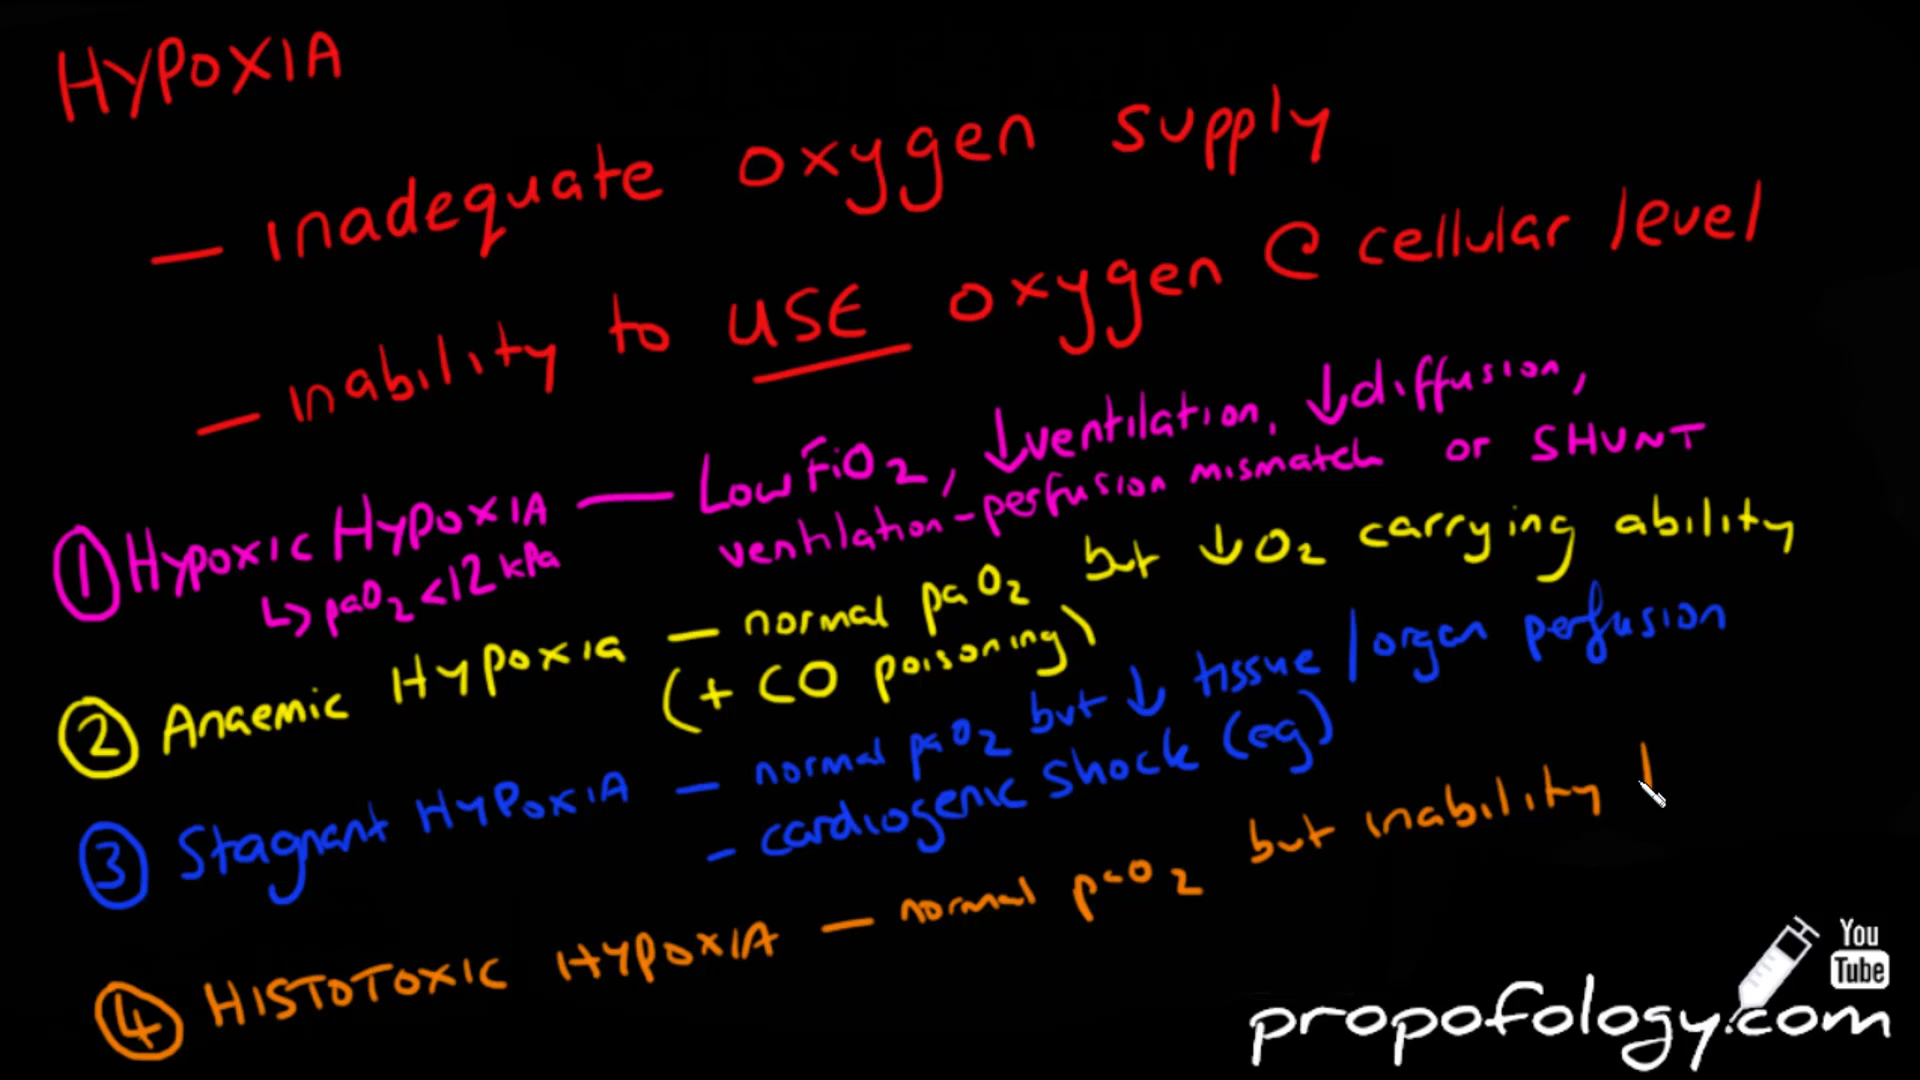 HYPOXIA
— inadequate oxygen supply
— inability to USE oxygen @ cellular level
① HYPOXIC HYPOXIA — Low FiO2, ↓ventilation, ↓diffusion,
ventilation-perfusion mismatch or SHUNT
↳ paO2 <12 kPa
② Anaemic HYpoxia — normal paO2 but ↓O2 carrying ability
(+ CO poisoning)
③ Stagnant HYPOXIA — normal paO2 but ↓ tissue/organ perfusion
- cardiogenic shock (eg)
④ HISTOTOXIC HYPOXIA — normal paO2 but inability
You
Tube
propofology.com